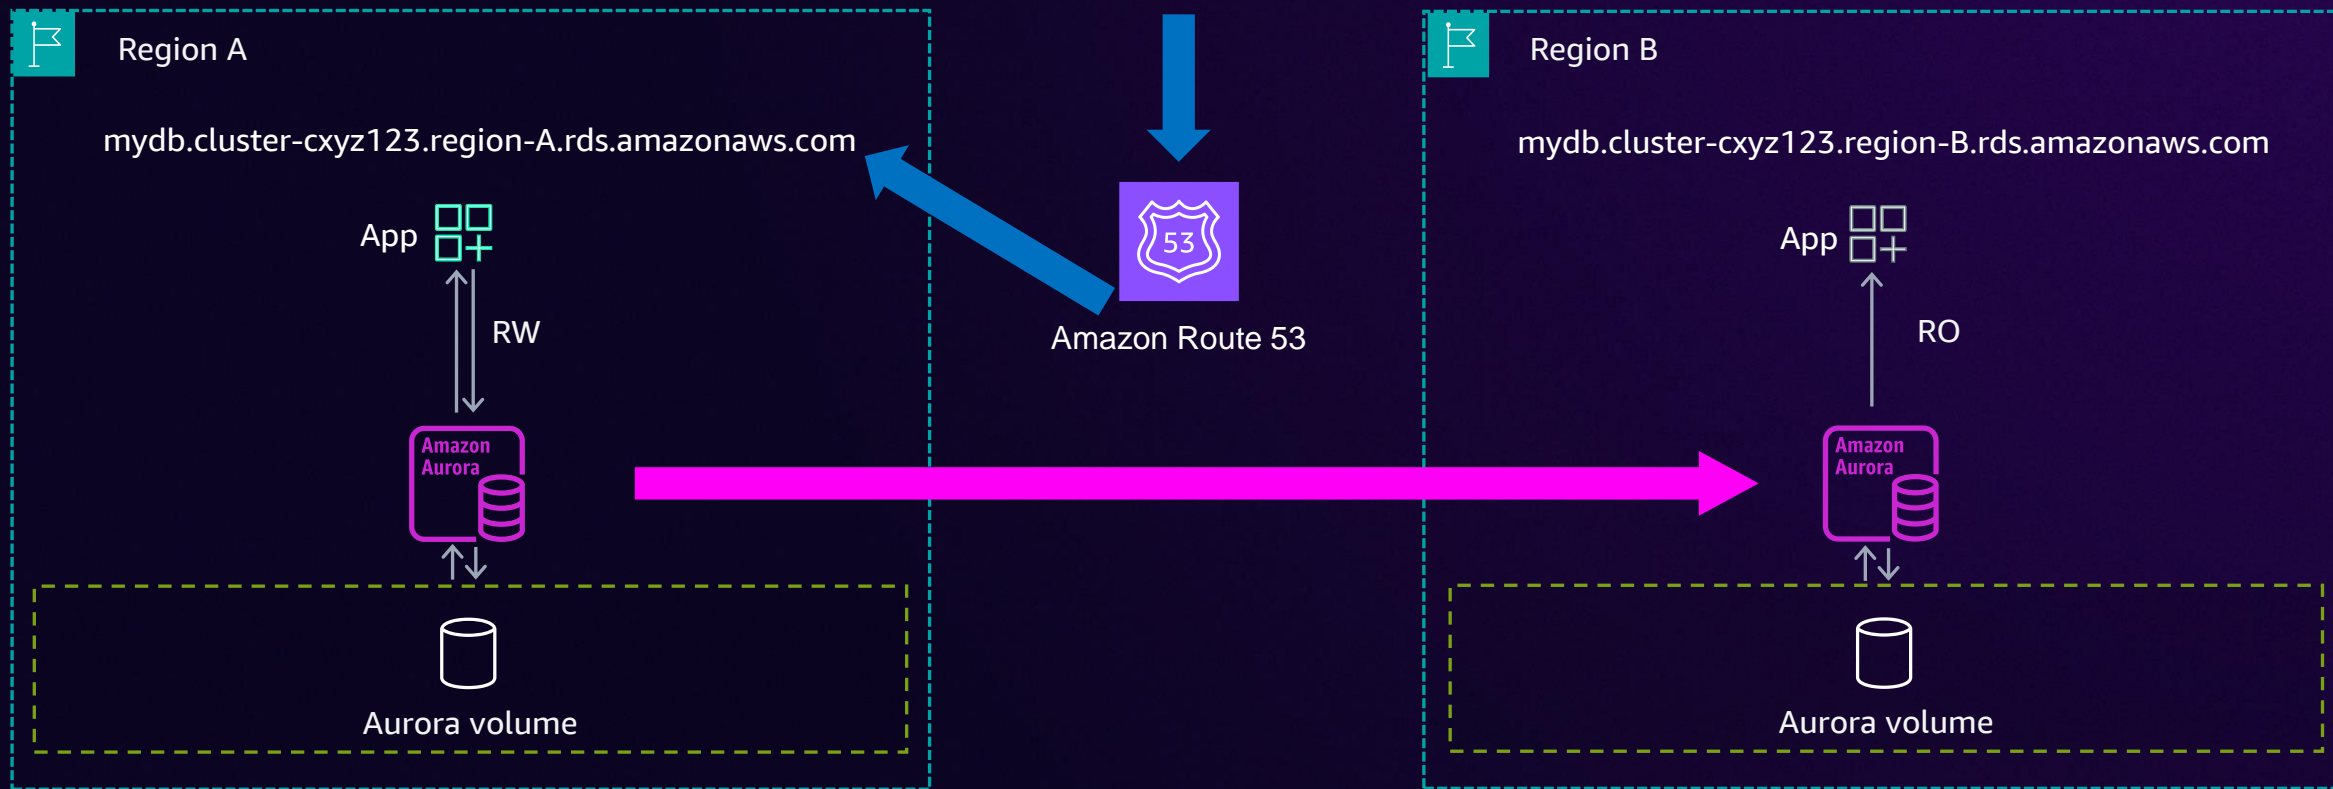 Region A
mydb.cluster-cxyz123.region-A.rds.amazonaws.com
App
RW
Amazon
Aurora
Aurora volume
53
Amazon Route 53
Region B
mydb.cluster-cxyz123.region-B.rds.amazonaws.com
App
RO
Amazon
Aurora
Aurora volume